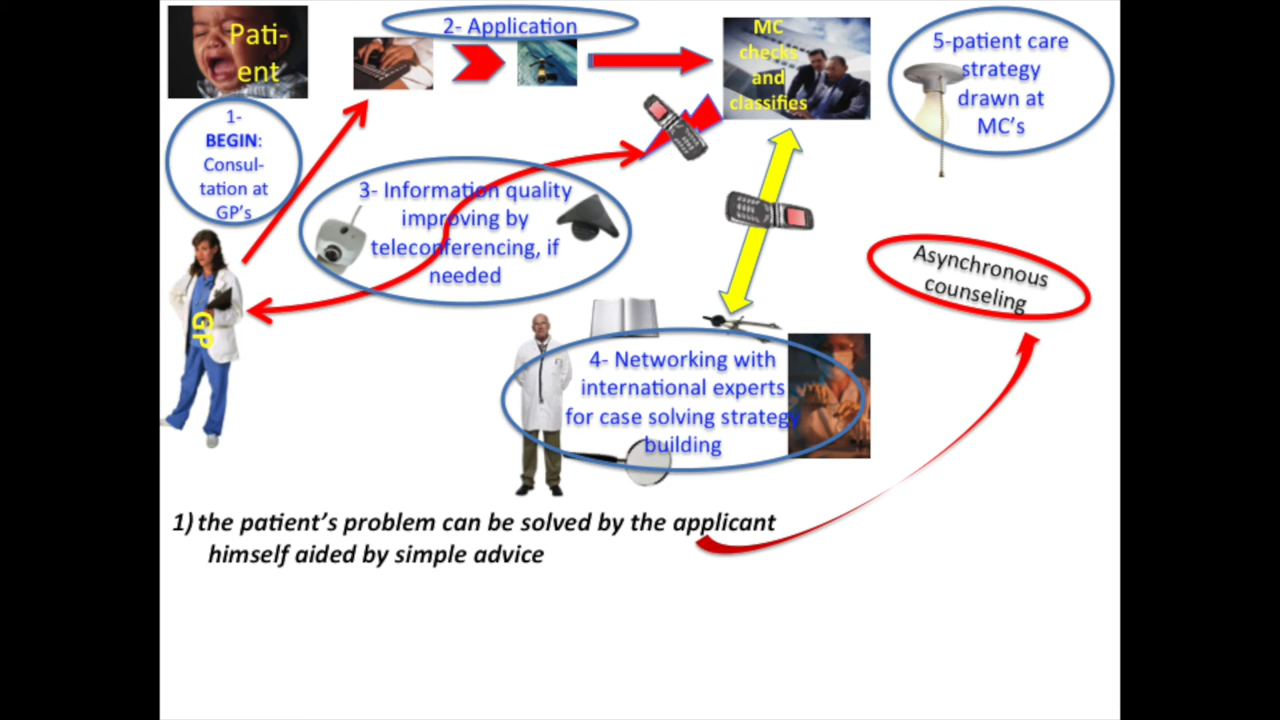 Pati-
ent
1-
BEGIN:
Consul-
tation at
GP's
2- Application
MC
checks
and
classifies
5-patient care
strategy
drawn at
MC's
3- Information quality
improving by
teleconferencing, if
needed
GP
Asynchronous
counseling
4- Networking with
international experts
for case solving strategy
building
1) the patient's problem can be solved by the applicant
himself aided by simple advice